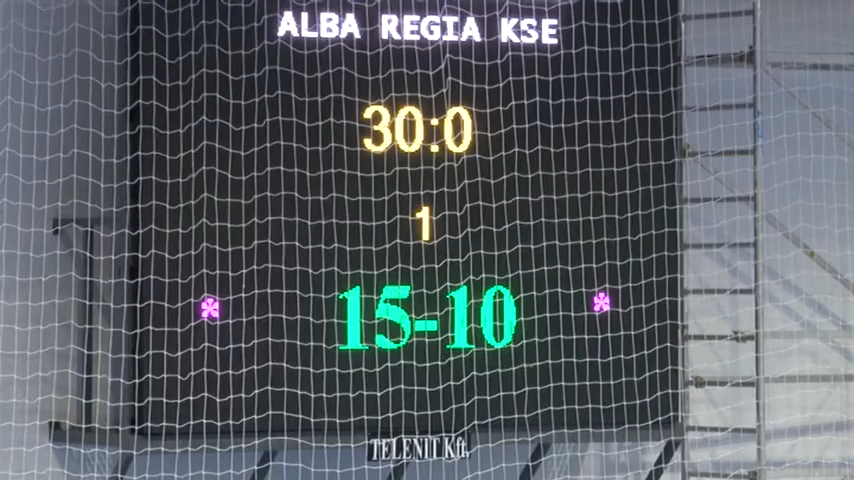 ALBA REGIA KSE
30:0
1
* 15-10 *
TELENIT Kft.